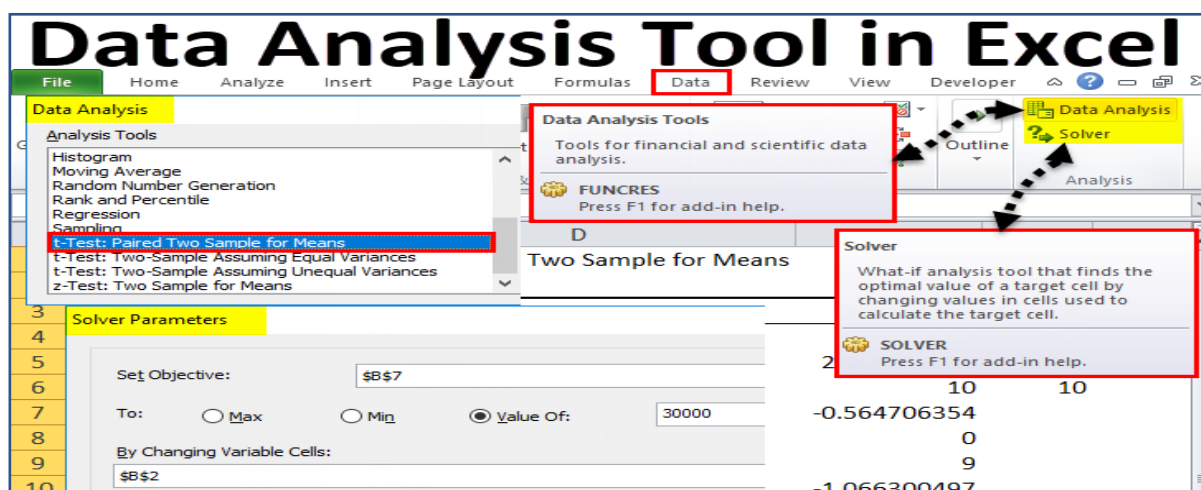 Data Analysis Tool in Excel
File Home Analyze Insert Page Layout Formulas Data Review View Developer
Data Analysis
Analysis Tools
Histogram
Moving Average
Random Number Generation
Rank and Percentile
Regression
Sampling
t-Test: Paired Two Sample for Means
t-Test: Two-Sample Assuming Equal Variances
t-Test: Two-Sample Assuming Unequal Variances
z-Test: Two Sample for Means
Data Analysis Tools
Tools for financial and scientific data
analysis.
FUNCRES
Press F1 for add-in help.
Outline
Data Analysis
Solver
Analysis
D
Two Sample for Means
Solver
What-if analysis tool that finds the
optimal value of a target cell by
changing values in cells used to
calculate the target cell.
SOLVER
Press F1 for add-in help.
3
4
5
6
7
8
9
10
Solver Parameters
Set Objective: $B$7
To: Max Min Value Of: 30000
By Changing Variable Cells:
$B$2
2
10 10
-0.564706354
0
9
-1.066300497